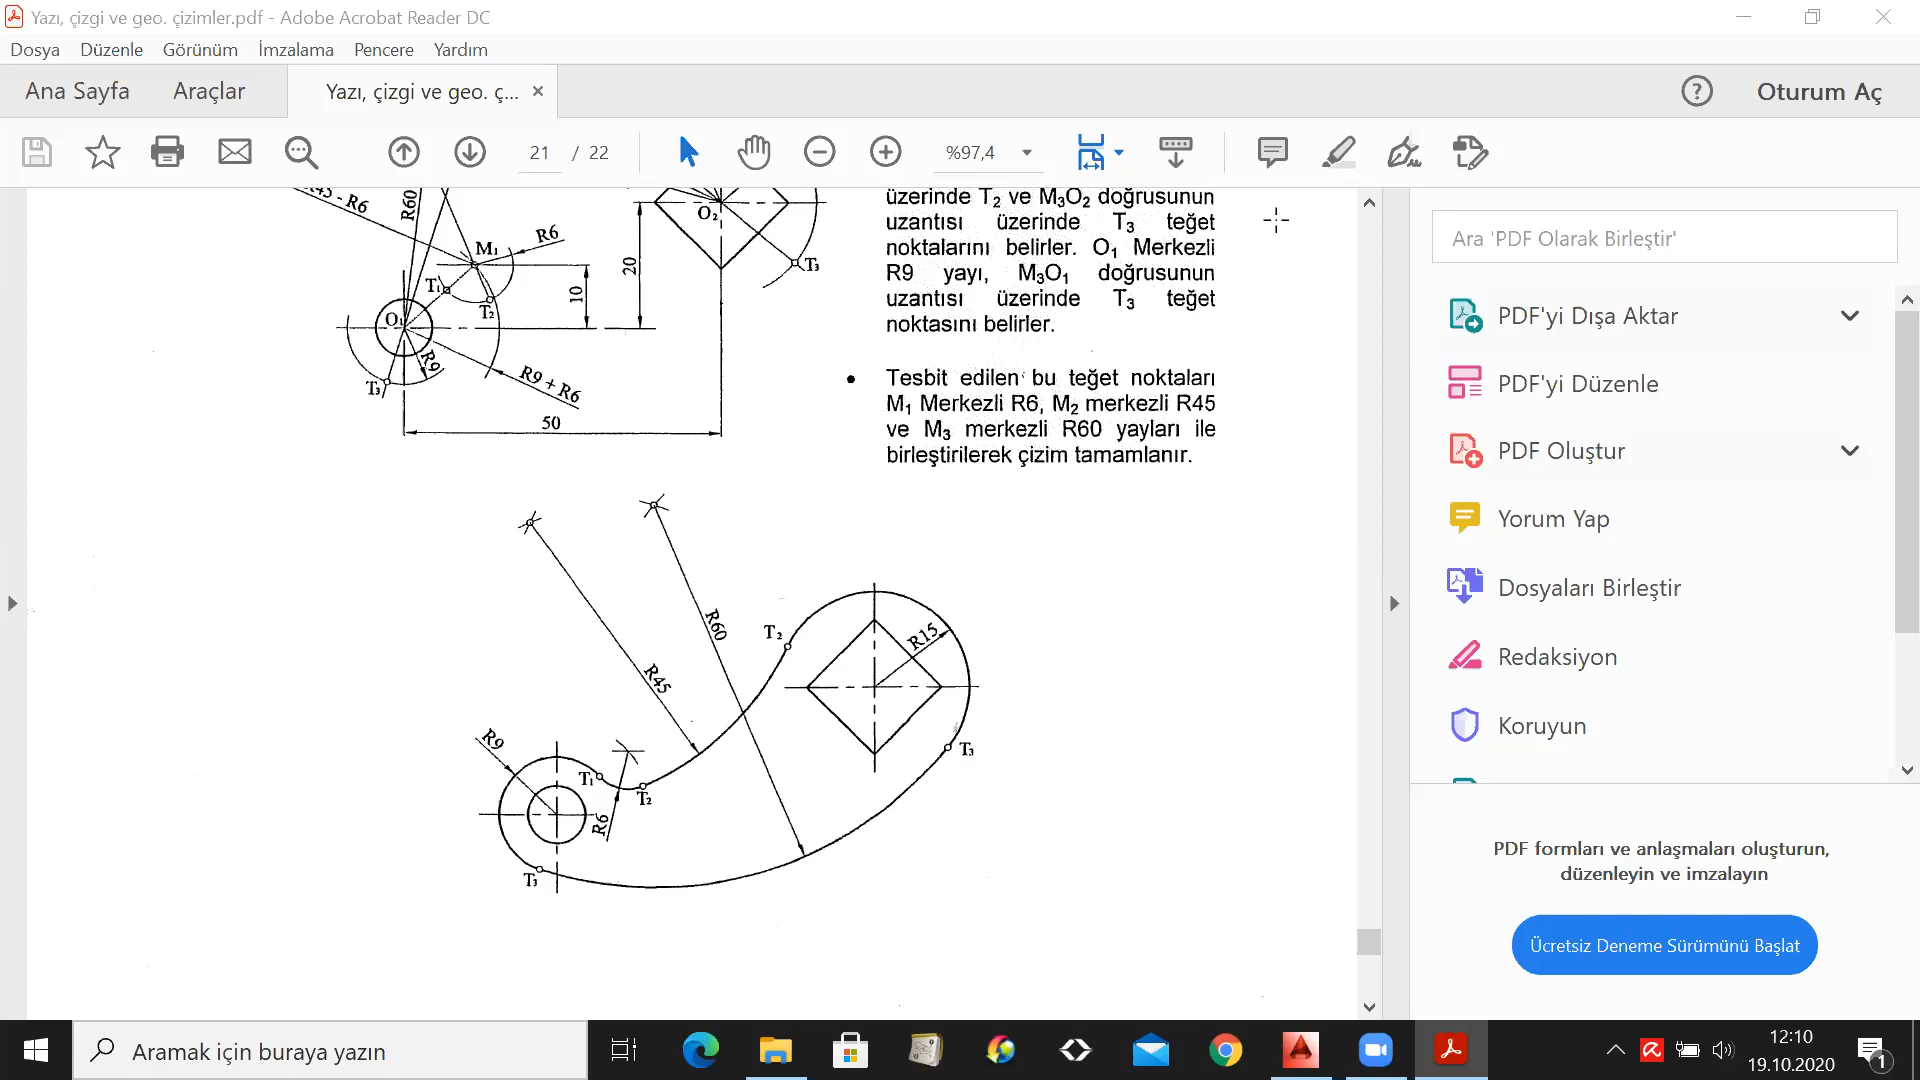 Yazı, çizgi ve geo. çizimler.pdf - Adobe Acrobat Reader DC
Dosya Düzenle Görünüm İmzalama Pencere Yardım
Ana Sayfa Araçlar Yazı, çizgi ve geo. ç... × Oturum Aç
21 / 22 %97,4
üzerinde T₂ ve M₃O₂ doğrusunun
uzantısı üzerinde T₃ teğet
noktalarını belirler. O₁ Merkezli
R9 yayı, M₃O₁ doğrusunun
uzantısı üzerinde T₃ teğet
noktasını belirler.
• Tesbit edilen bu teğet noktaları
M₁ Merkezli R6, M₂ merkezli R45
ve M₃ merkezli R60 yayları ile
birleştirilerek çizim tamamlanır.
R45 - R6
R60
O₂
M₁
R6
T₃
20
T₁
10
T₂
O₁
R9
T₃
R9 + R6
50
R60
T₂
R15
R45
R9
T₁
T₂
T₃
R6
T₃
Ara 'PDF Olarak Birleştir'
PDF'yi Dışa Aktar
PDF'yi Düzenle
PDF Oluştur
Yorum Yap
Dosyaları Birleştir
Redaksiyon
Koruyun
PDF formları ve anlaşmaları oluşturun,
düzenleyin ve imzalayın
Ücretsiz Deneme Sürümünü Başlat
Aramak için buraya yazın
12:10
19.10.2020
1